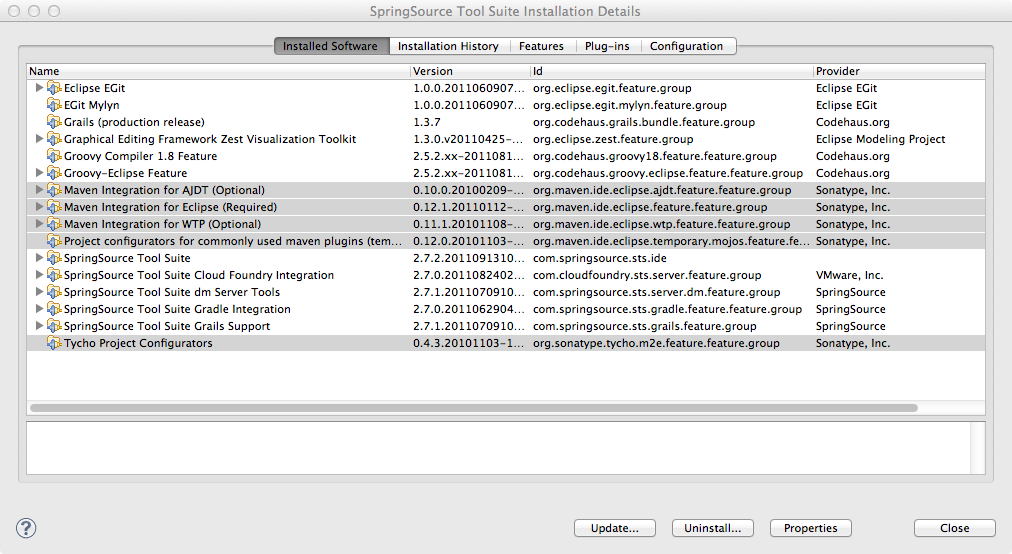 SpringSource Tool Suite Installation Details
Installed Software Installation History Features Plug-ins Configuration
Name Version Id Provider
Eclipse EGit 1.0.0.2011060907... org.eclipse.egit.feature.group Eclipse EGit
EGit Mylyn 1.0.0.2011060907... org.eclipse.egit.mylyn.feature.group Eclipse EGit
Grails (production release) 1.3.7 org.codehaus.grails.bundle.feature.group Codehaus.org
Graphical Editing Framework Zest Visualization Toolkit 1.3.0.v20110425-... org.eclipse.zest.feature.group Eclipse Modeling Project
Groovy Compiler 1.8 Feature 2.5.2.xx-2011081... org.codehaus.groovy18.feature.feature.group Codehaus.org
Groovy-Eclipse Feature 2.5.2.xx-2011081... org.codehaus.groovy.eclipse.feature.feature.group Codehaus.org
Maven Integration for AJDT (Optional) 0.10.0.20100209-... org.maven.ide.eclipse.ajdt.feature.feature.group Sonatype, Inc.
Maven Integration for Eclipse (Required) 0.12.1.20110112-... org.maven.ide.eclipse.feature.feature.group Sonatype, Inc.
Maven Integration for WTP (Optional) 0.11.1.20101108-... org.maven.ide.eclipse.wtp.feature.feature.group Sonatype, Inc.
Project configurators for commonly used maven plugins (tem... 0.12.0.20101103-... org.maven.ide.eclipse.temporary.mojos.feature.fe... Sonatype, Inc.
SpringSource Tool Suite 2.7.2.2011091310... com.springsource.sts.ide
SpringSource Tool Suite Cloud Foundry Integration 2.7.0.2011082402... com.cloudfoundry.sts.server.feature.group VMware, Inc.
SpringSource Tool Suite dm Server Tools 2.7.1.2011070910... com.springsource.sts.server.dm.feature.group SpringSource
SpringSource Tool Suite Gradle Integration 2.7.0.2011062904... com.springsource.sts.gradle.feature.feature.group SpringSource
SpringSource Tool Suite Grails Support 2.7.1.2011070910... com.springsource.sts.grails.feature.group SpringSource
Tycho Project Configurators 0.4.3.20101103-1... org.sonatype.tycho.m2e.feature.feature.group Sonatype, Inc.
? Update... Uninstall... Properties Close